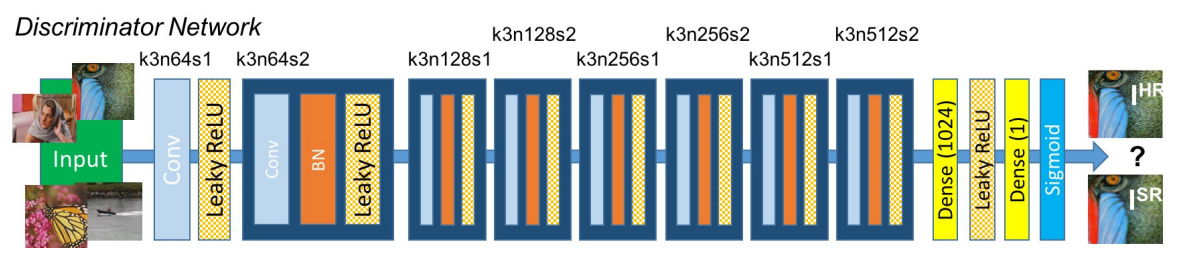 Discriminator Network
k3n64s1
k3n64s2
k3n128s1
k3n128s2
k3n256s1
k3n256s2
k3n512s1
k3n512s2
Input
Conv
Leaky ReLU
Conv
BN
Leaky ReLU
Dense (1024)
Leaky ReLU
Dense (1)
Sigmoid
I^HR
?
I^SR